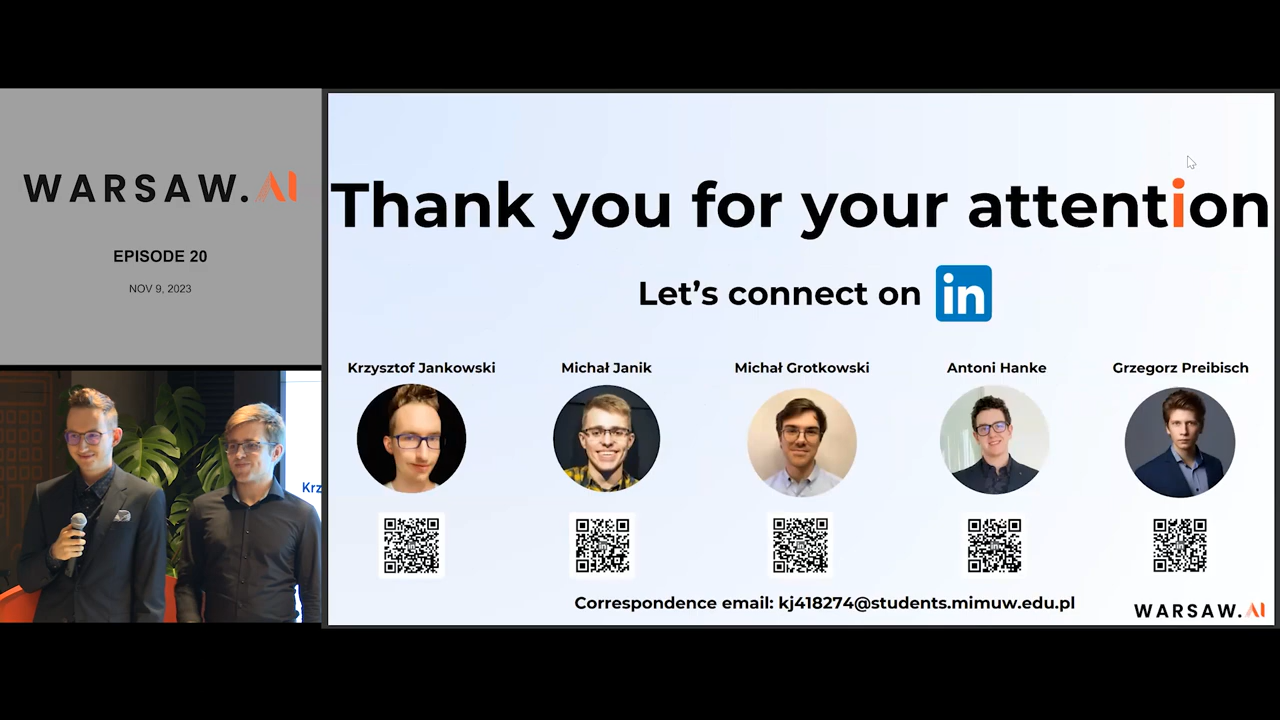 WARSAW.AI
EPISODE 20
NOV 9, 2023
Thank you for your attention
Let's connect on in
Krzysztof Jankowski
Michał Janik
Michał Grotkowski
Antoni Hanke
Grzegorz Preibisch
Krz
Correspondence email: kj418274@students.mimuw.edu.pl
WARSAW.AI